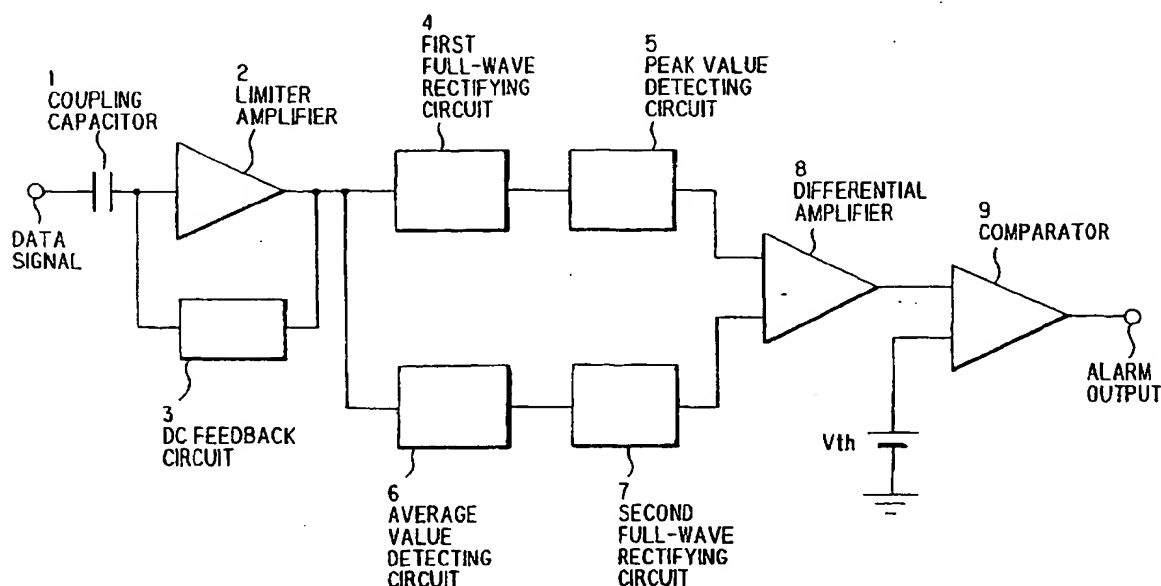 1
COUPLING
CAPACITOR
2
LIMITER
AMPLIFIER
4
FIRST
FULL-WAVE
RECTIFYING
CIRCUIT
5
PEAK VALUE
DETECTING
CIRCUIT
8
DIFFERENTIAL
AMPLIFIER
9
COMPARATOR
DATA
SIGNAL
3
DC FEEDBACK
CIRCUIT
6
AVERAGE
VALUE
DETECTING
CIRCUIT
7
SECOND
FULL-WAVE
RECTIFYING
CIRCUIT
Vth
ALARM
OUTPUT